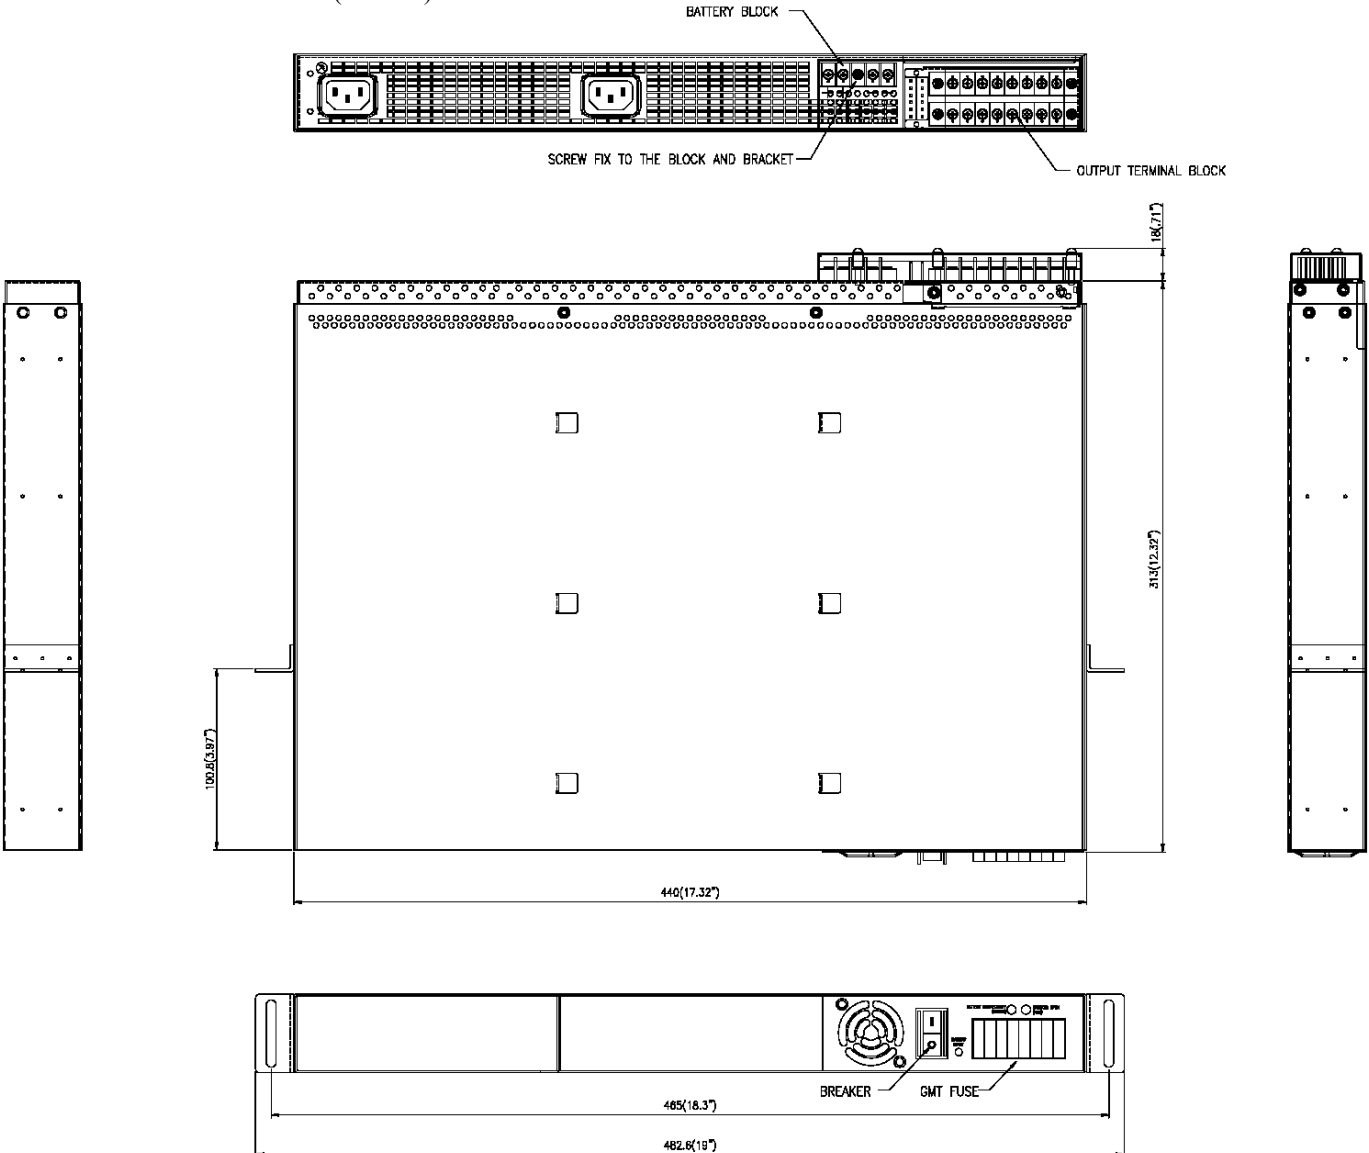 BATTERY BLOCK
SCREW FIX TO THE BLOCK AND BRACKET
OUTPUT TERMINAL BLOCK
18(.71")
313(12.32")
100.8(3.97")
440(17.32")
BREAKER
GMT FUSE
465(18.3")
482.6(19")